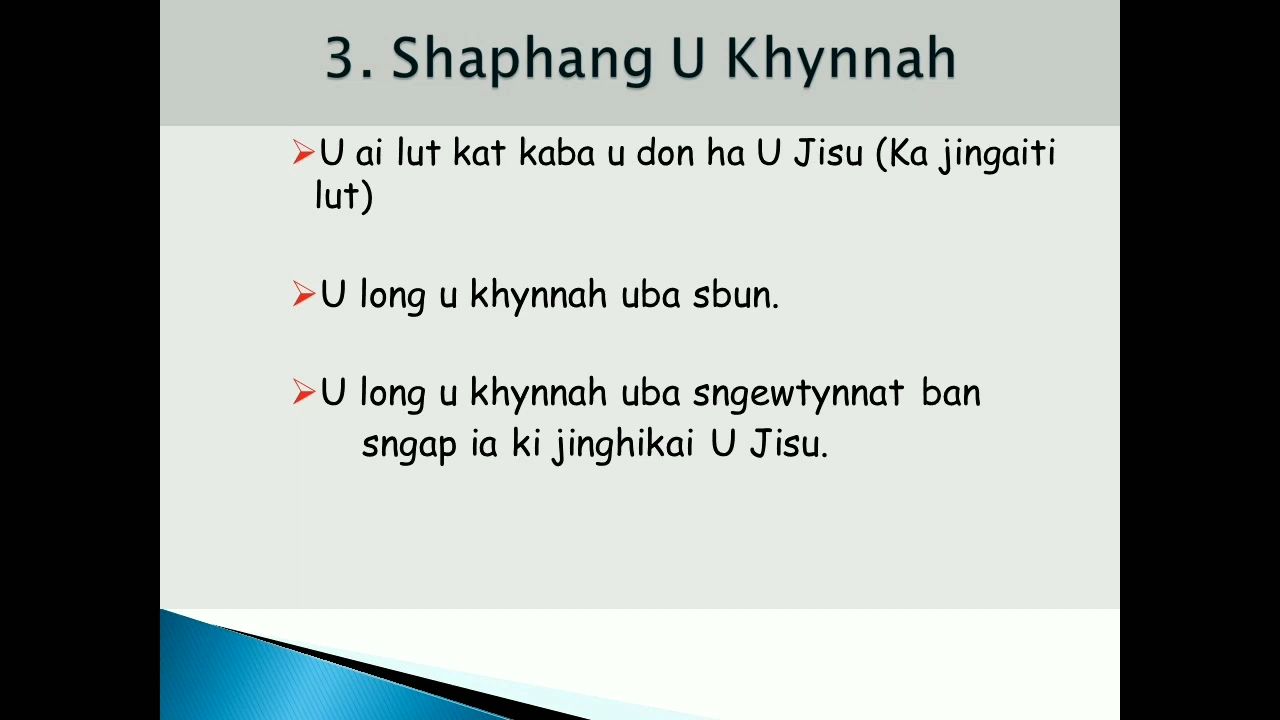 3. Shaphang U Khynnah
U ai lut kat kaba u don ha U Jisu (Ka jingaiti
lut)
U long u khynnah uba sbun.
U long u khynnah uba sngewtynnat ban
sngap ia ki jinghikai U Jisu.